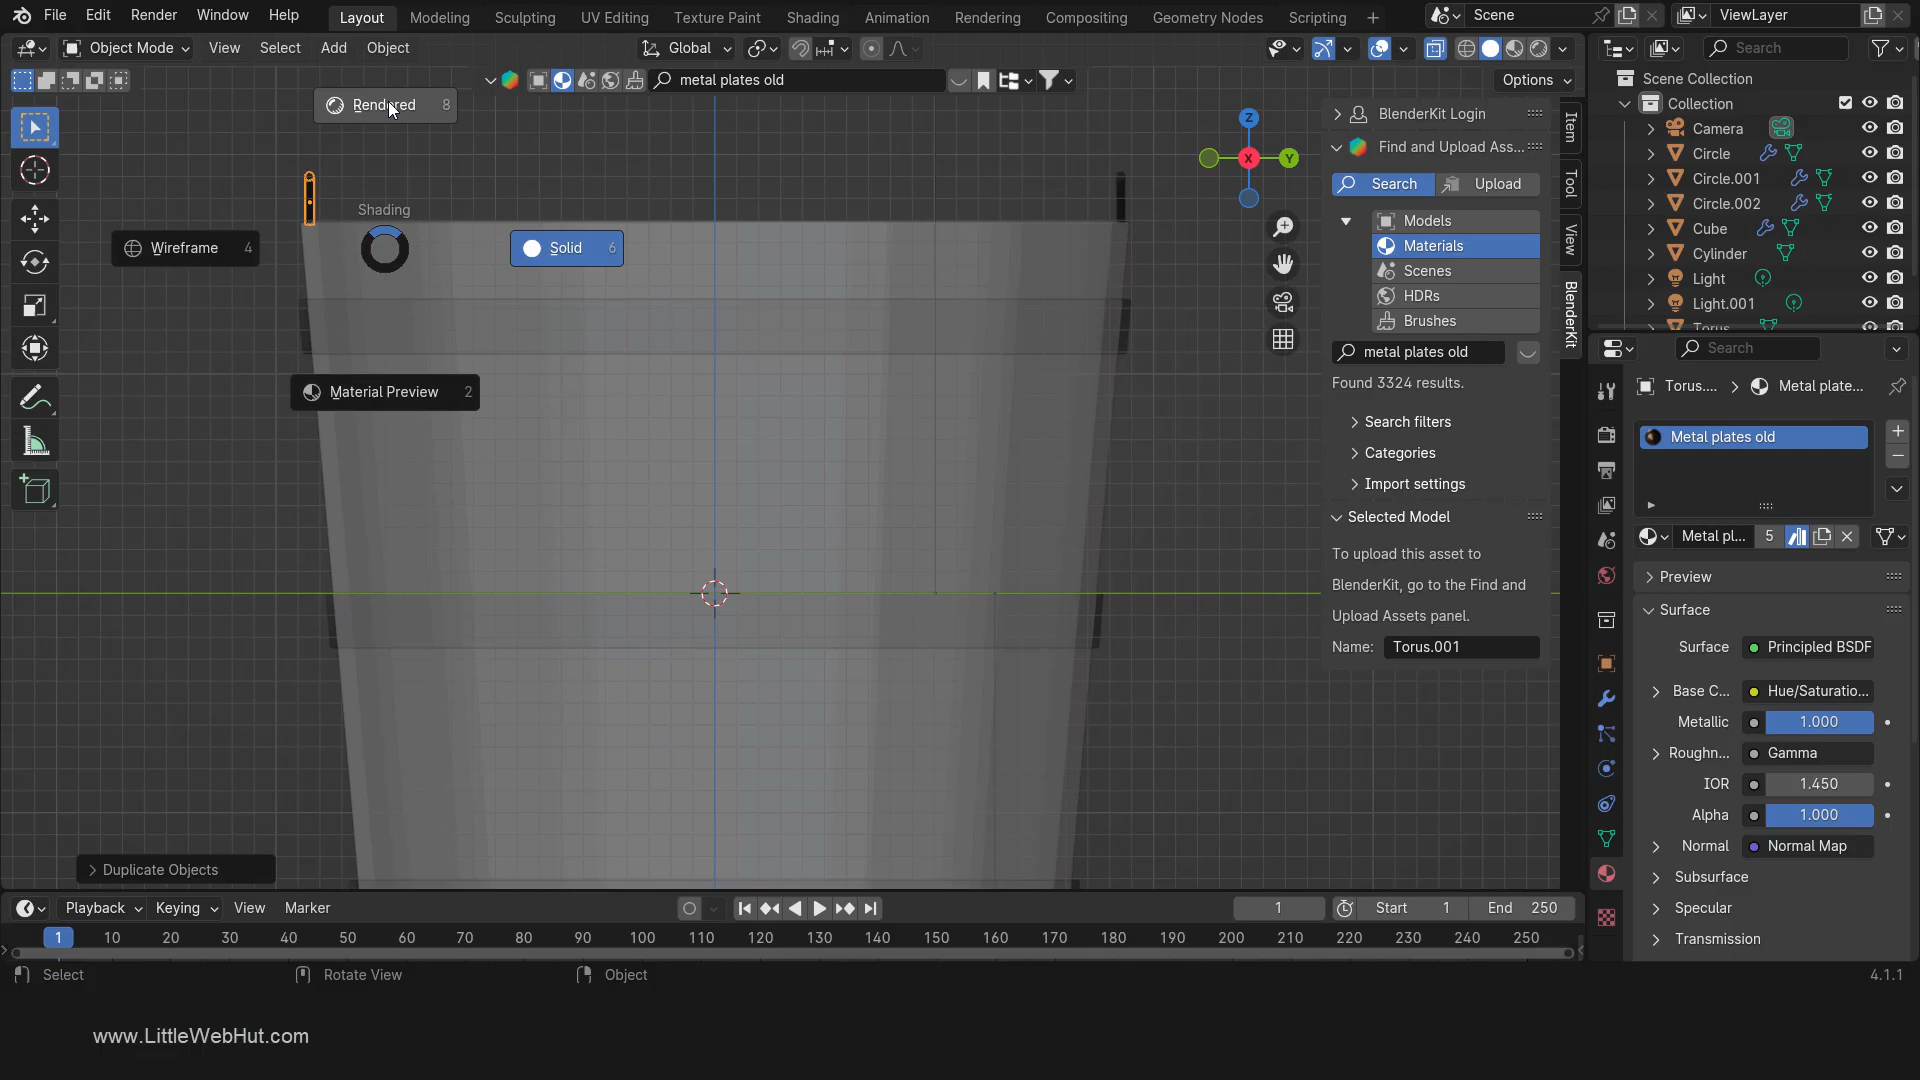 File Edit Render Window Help Layout Modeling Sculpting UV Editing Texture Paint Shading Animation Rendering Compositing Geometry Nodes Scripting + Scene ViewLayer
Object Mode View Select Add Object Global Search
metal plates old Options
Scene Collection
Collection
Camera
Circle
Circle.001
Circle.002
Cube
Cylinder
Light
Light.001
Torus
Rendered 8
Shading
Wireframe 4
Solid 6
Material Preview 2
Z
X
Y
BlenderKit Login
Find and Upload Ass...
Search Upload
Models
Materials
Scenes
HDRs
Brushes
metal plates old
Found 3324 results.
Search filters
Categories
Import settings
Selected Model
To upload this asset to
BlenderKit, go to the Find and
Upload Assets panel.
Name: Torus.001
Item
Tool
View
BlenderKit
Search
Torus.... Metal plate...
Metal plates old
Metal pl... 5
Preview
Surface
Surface Principled BSDF
Base C... Hue/Saturatio...
Metallic 1.000
Roughn... Gamma
IOR 1.450
Alpha 1.000
Normal Normal Map
Subsurface
Specular
Transmission
Duplicate Objects
Playback Keying View Marker 1 Start 1 End 250
1 10 20 30 40 50 60 70 80 90 100 110 120 130 140 150 160 170 180 190 200 210 220 230 240 250
Select Rotate View Object 4.1.1
www.LittleWebHut.com